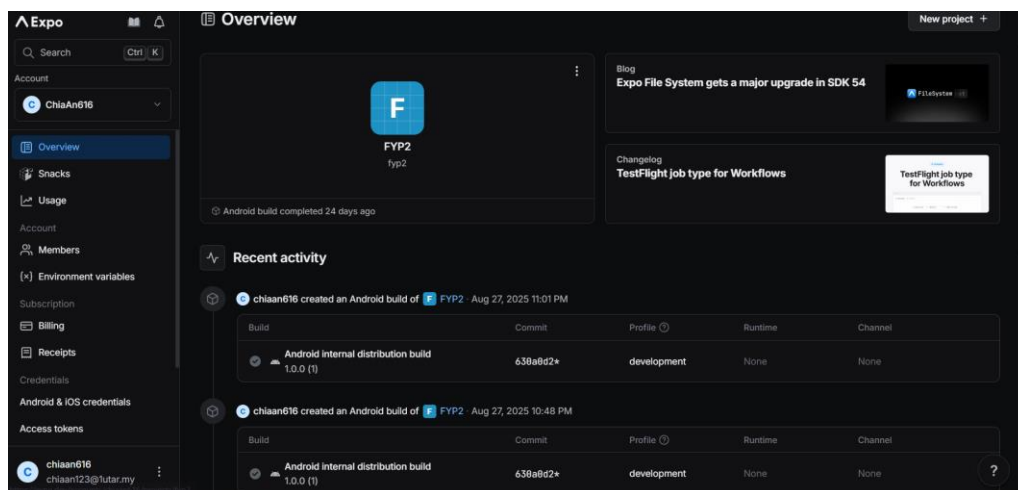 Expo
Search Ctrl K
Account
C ChiaAn616
Overview
Snacks
Usage
Account
Members
Environment variables
Subscription
Billing
Receipts
Credentials
Android & iOS credentials
Access tokens
C chiaan616
chiaan123@1utar.my
Overview
New project +
F
FYP2
fyp2
Android build completed 24 days ago
Blog
Expo File System gets a major upgrade in SDK 54
FileSystem
Changelog
TestFlight job type for Workflows
TestFlight job type
for Workflows
Recent activity
C chiaan616 created an Android build of F FYP2 · Aug 27, 2025 11:01 PM
Build Commit Profile ? Runtime Channel
Android internal distribution build
1.0.0 (1)
630a0d2* development None None
C chiaan616 created an Android build of F FYP2 · Aug 27, 2025 10:48 PM
Build Commit Profile ? Runtime Channel
Android internal distribution build
1.0.0 (1)
630a0d2* development None None
?